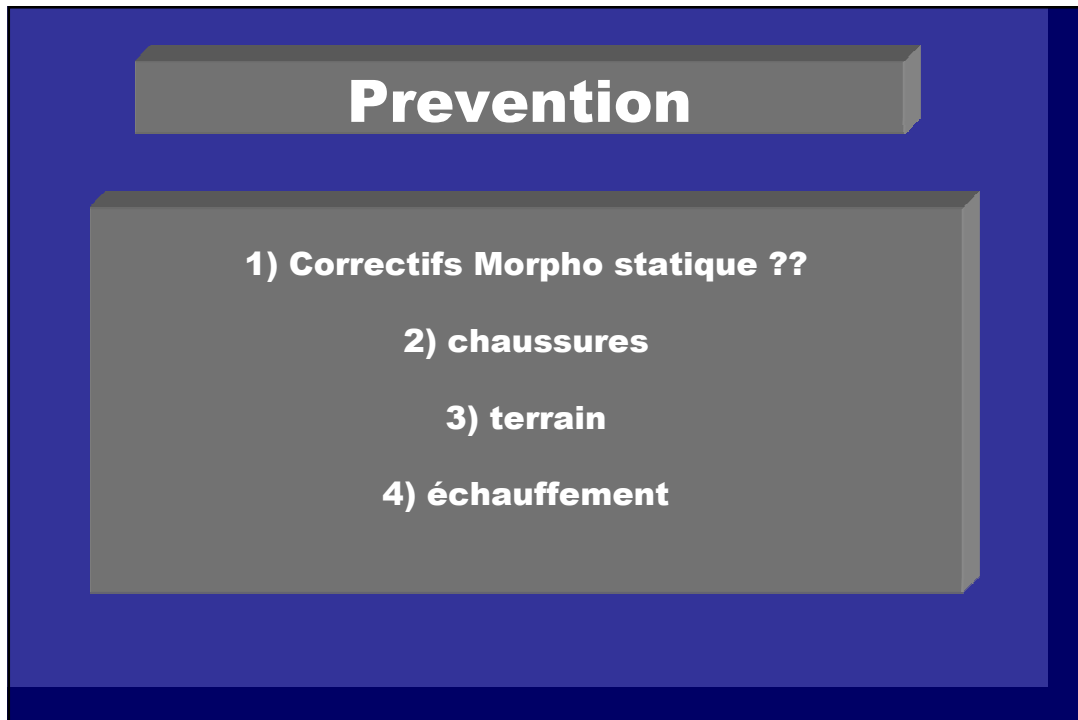 Prevention
1) Correctifs Morpho statique ??
2) chaussures
3) terrain
4) échauffement